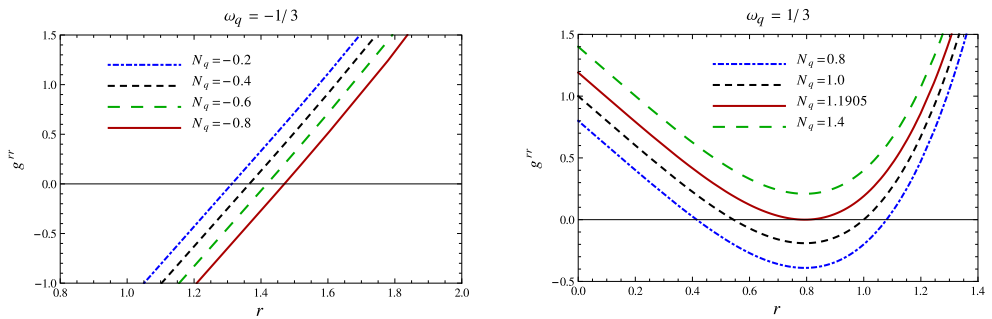 ω_q = −1/3
1.5
1.0
0.5
0.0
−0.5
−1.0
g^rr
N_q=−0.2
N_q=−0.4
N_q=−0.6
N_q=−0.8
0.8 1.0 1.2 1.4 1.6 1.8 2.0
r
ω_q = 1/3
1.5
1.0
0.5
0.0
−0.5
g^rr
N_q=0.8
N_q=1.0
N_q=1.1905
N_q=1.4
0.0 0.2 0.4 0.6 0.8 1.0 1.2 1.4
r